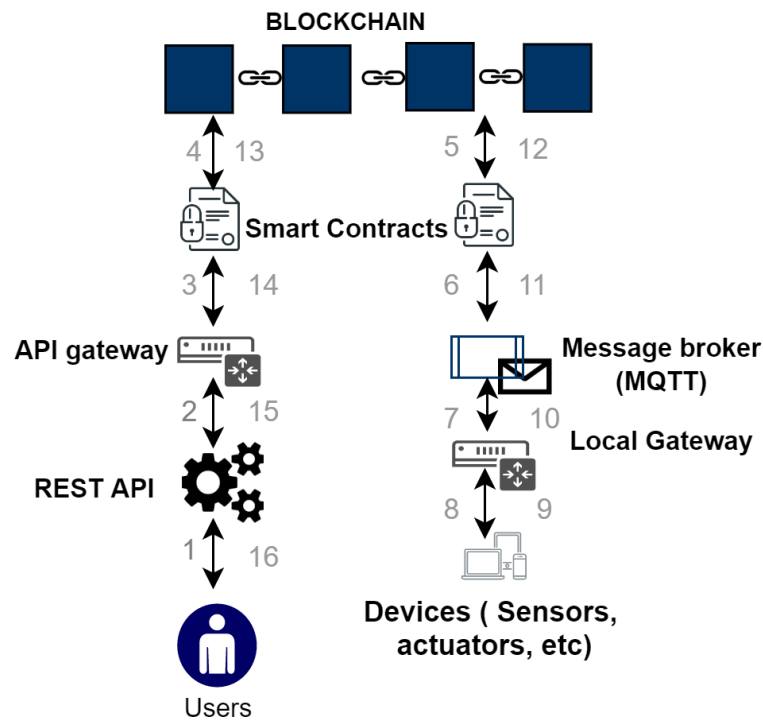 BLOCKCHAIN
4 13
5 12
Smart Contracts
3 14
6 11
API gateway
Message broker
(MQTT)
2 15
7 10
Local Gateway
REST API
8 9
1 16
Devices ( Sensors,
actuators, etc)
Users